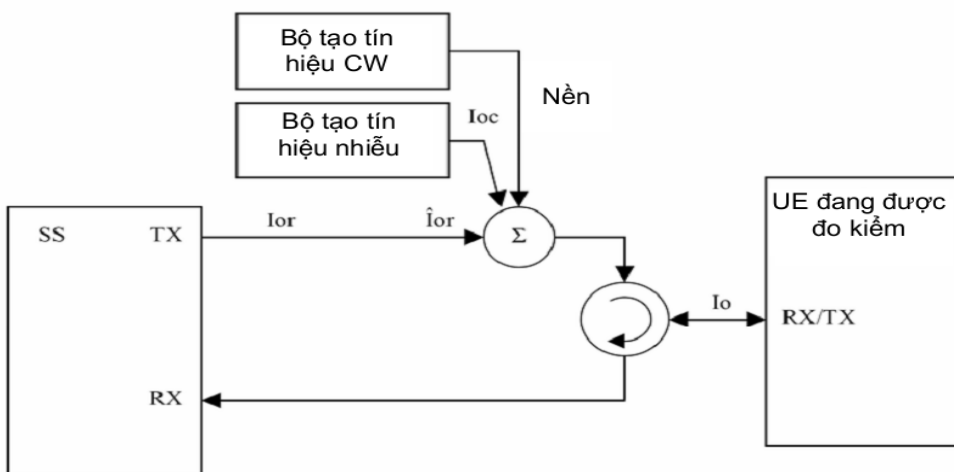 Bộ tạo tín
hiệu CW
Nền
Bộ tạo tín
hiệu nhiễu
Ioc
UE đang được
đo kiểm
SS
TX
Ior
Îor
Σ
Io
RX/TX
RX